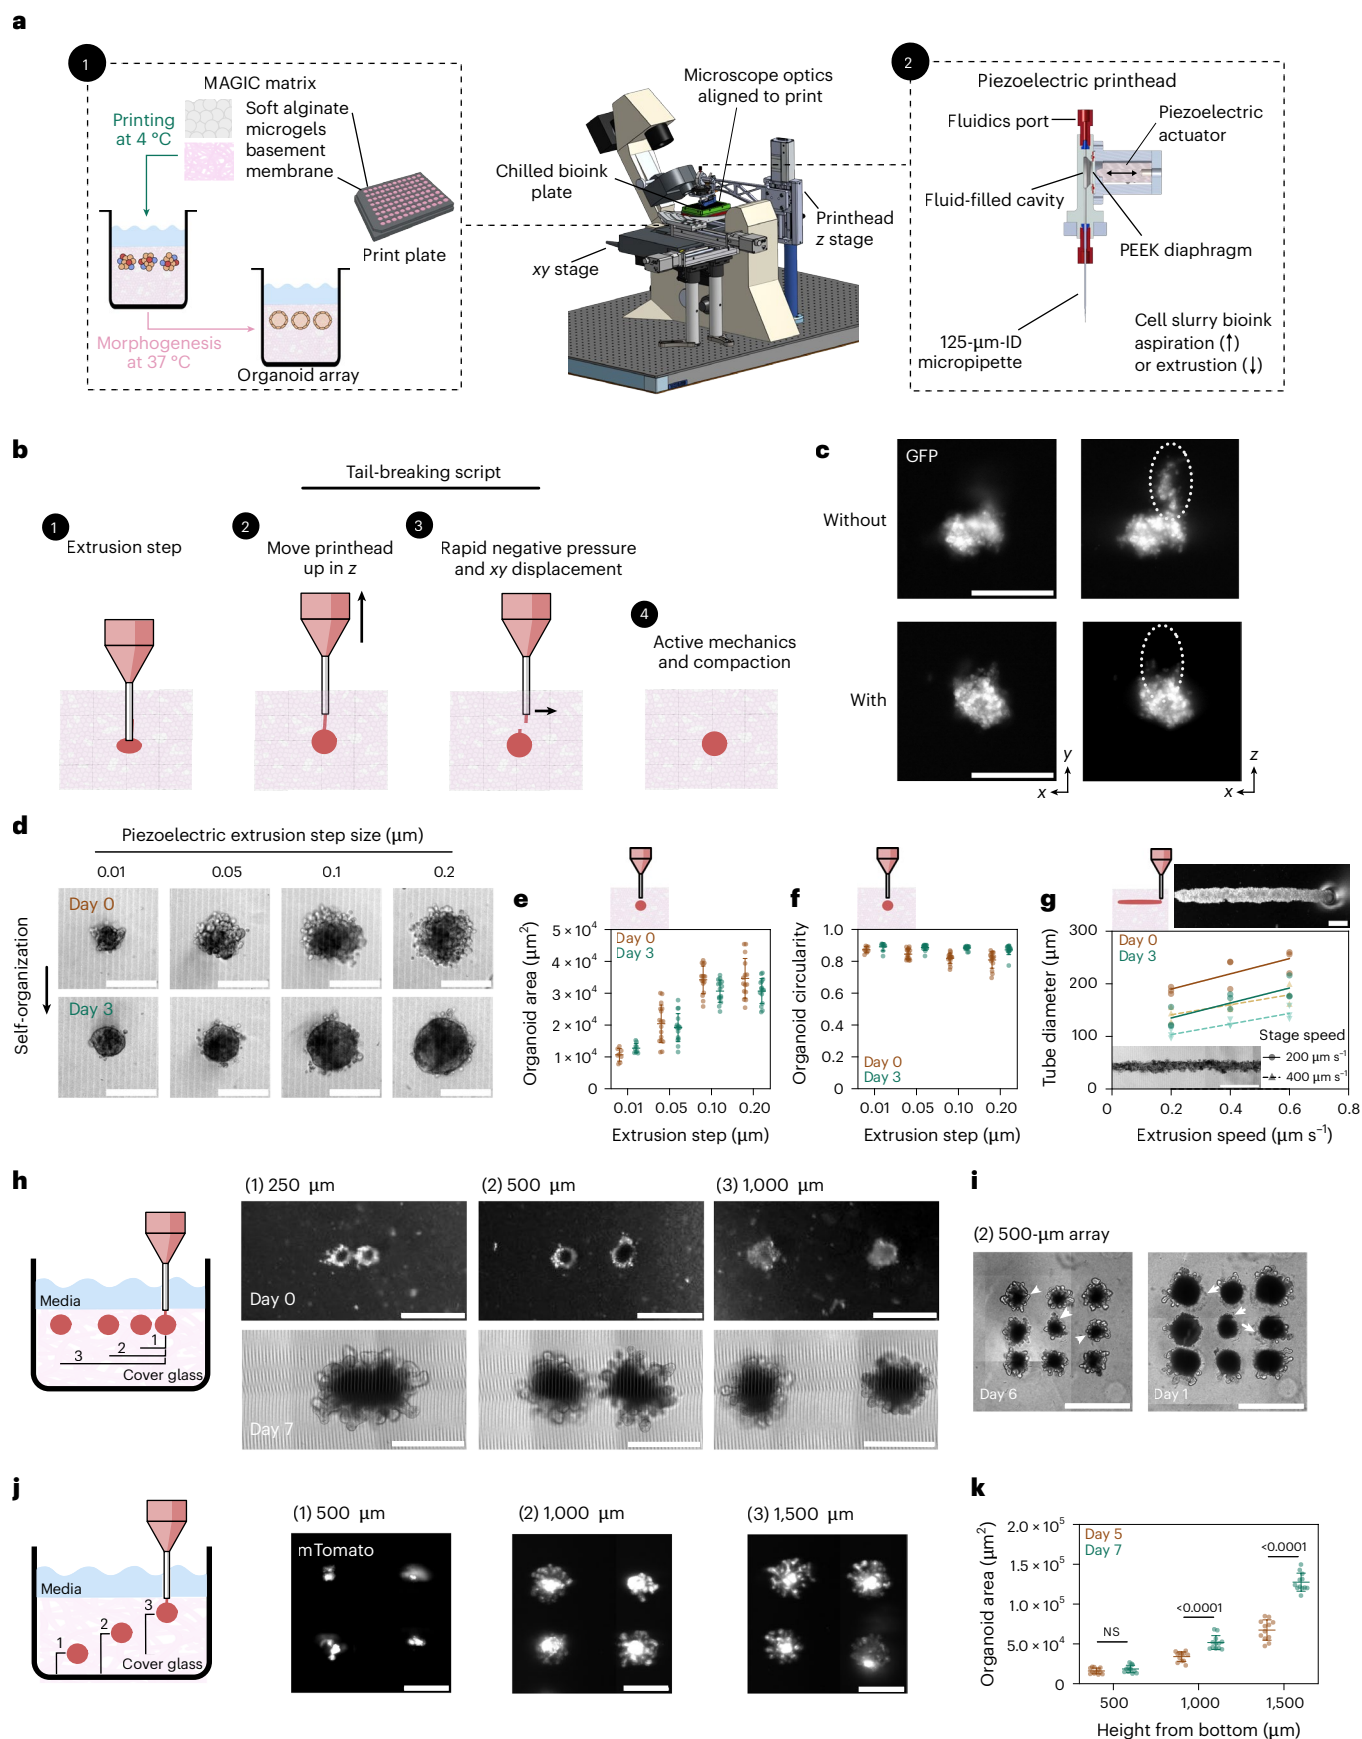 a
1
MAGIC matrix
Printing
at 4 °C
Soft alginate
microgels
basement
membrane
Print plate
Morphogenesis
at 37 °C
Organoid array
Microscope optics
aligned to print
Chilled bioink
plate
xy stage
Printhead
z stage
2
Piezoelectric printhead
Fluidics port
Piezoelectric
actuator
Fluid-filled cavity
PEEK diaphragm
125-µm-ID
micropipette
Cell slurry bioink
aspiration (↑)
or extrustion (↓)
b
Tail-breaking script
1
Extrusion step
2
Move printhead
up in z
3
Rapid negative pressure
and xy displacement
4
Active mechanics
and compaction
c
GFP
Without
With
y
x
z
x
d
Piezoelectric extrusion step size (µm)
0.01
0.05
0.1
0.2
Self-organization
Day 0
Day 3
e
Organoid area (µm²)
5 × 10⁴
4 × 10⁴
3 × 10⁴
2 × 10⁴
1 × 10⁴
0
Day 0
Day 3
0.01
0.05
0.10
0.20
Extrusion step (µm)
f
Organoid circularity
1.0
0.8
0.6
0.4
0.2
0
Day 0
Day 3
0.01
0.05
0.10
0.20
Extrusion step (µm)
g
Tube diameter (µm)
300
200
100
0
Day 0
Day 3
Stage speed
200 µm s⁻¹
400 µm s⁻¹
0
0.2
0.4
0.6
0.8
Extrusion speed (µm s⁻¹)
h
Media
1
2
3
Cover glass
(1) 250 µm
(2) 500 µm
(3) 1,000 µm
Day 0
Day 7
i
(2) 500-µm array
Day 6
Day 1
j
Media
1
2
3
Cover glass
(1) 500 µm
(2) 1,000 µm
(3) 1,500 µm
mTomato
k
Organoid area (µm²)
2.0 × 10⁵
1.5 × 10⁵
1.0 × 10⁵
5.0 × 10⁴
0
Day 5
Day 7
NS
<0.0001
<0.0001
500
1,000
1,500
Height from bottom (µm)